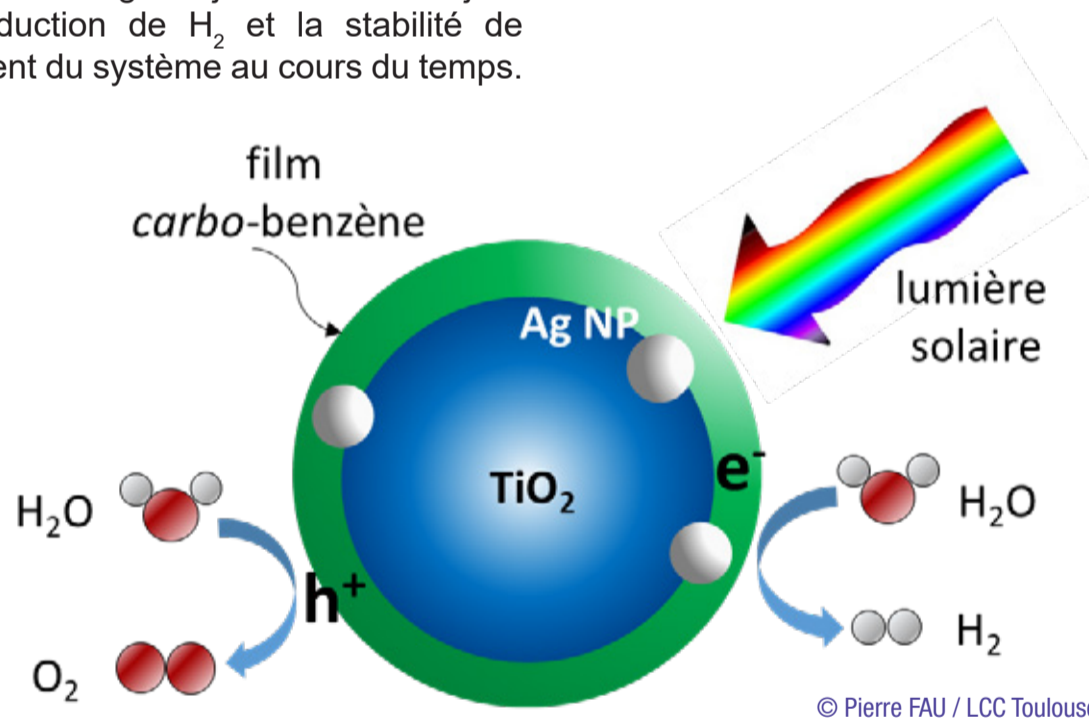 duction de H₂ et la stabilité de
ent du système au cours du temps.
film
carbo-benzène
lumière
solaire
Ag NP
TiO₂
e⁻
H₂O
H₂O
h⁺
H₂
O₂
© Pierre FAU / LCC Toulouse